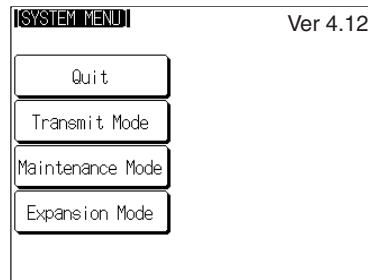 SYSTEM MENU
Ver 4.12
Quit
Transmit Mode
Maintenance Mode
Expansion Mode